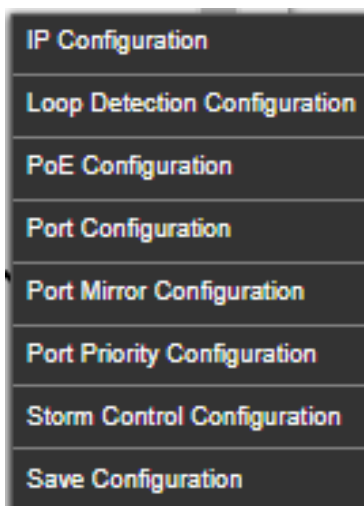 IP Configuration
Loop Detection Configuration
PoE Configuration
Port Configuration
Port Mirror Configuration
Port Priority Configuration
Storm Control Configuration
Save Configuration